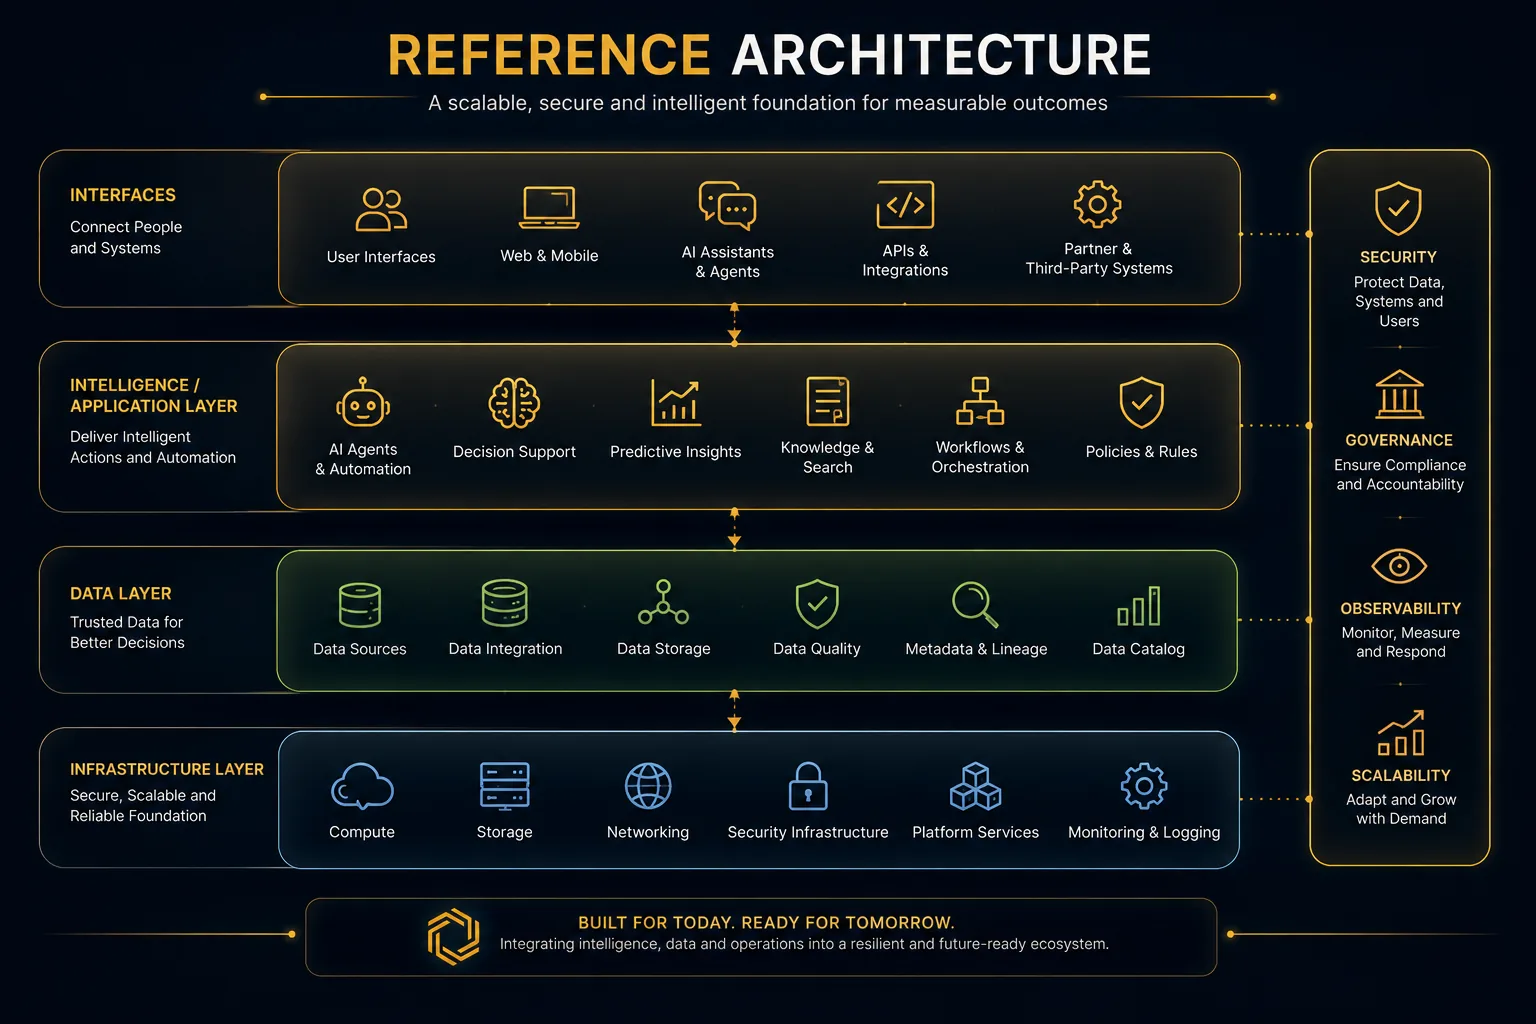 REFERENCE ARCHITECTURE
A scalable, secure and intelligent foundation for measurable outcomes
INTERFACES
Connect People
and Systems
User Interfaces
Web & Mobile
AI Assistants
& Agents
APIs &
Integrations
Partner &
Third-Party Systems
INTELLIGENCE /
APPLICATION LAYER
Deliver Intelligent
Actions and Automation
AI Agents
& Automation
Decision Support
Predictive Insights
Knowledge &
Search
Workflows &
Orchestration
Policies & Rules
DATA LAYER
Trusted Data for
Better Decisions
Data Sources
Data Integration
Data Storage
Data Quality
Metadata & Lineage
Data Catalog
INFRASTRUCTURE LAYER
Secure, Scalable and
Reliable Foundation
Compute
Storage
Networking
Security Infrastructure
Platform Services
Monitoring & Logging
SECURITY
Protect Data,
Systems and
Users
GOVERNANCE
Ensure Compliance
and Accountability
OBSERVABILITY
Monitor, Measure
and Respond
SCALABILITY
Adapt and Grow
with Demand
BUILT FOR TODAY. READY FOR TOMORROW.
Integrating intelligence, data and operations into a resilient and future-ready ecosystem.